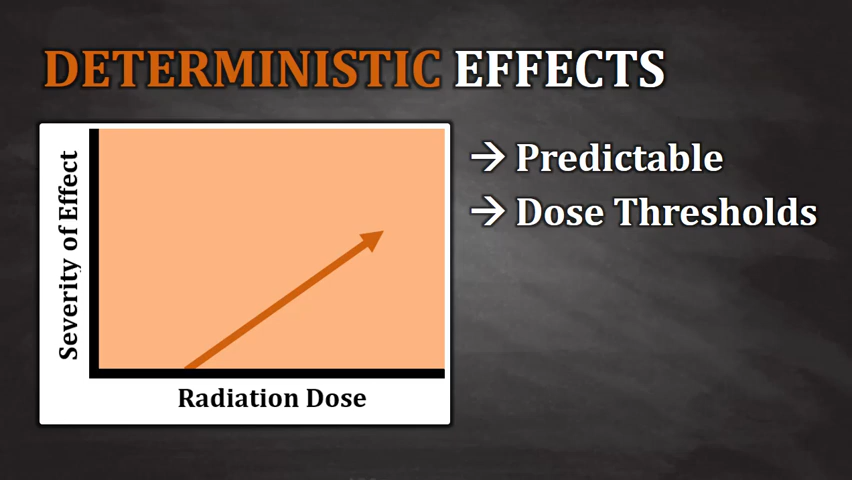 DETERMINISTIC EFFECTS
Severity of Effect
Radiation Dose
→ Predictable
→ Dose Thresholds